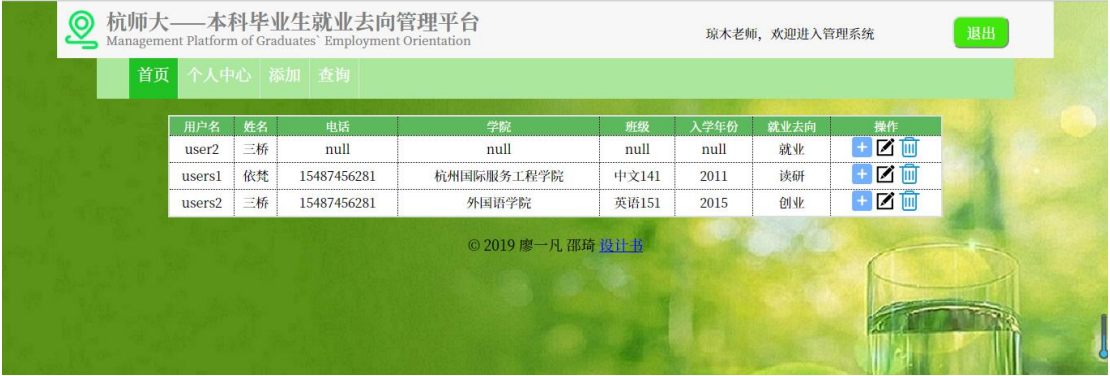 杭师大——本科毕业生就业去向管理平台
Management Platform of Graduates` Employment Orientation
琼木老师，欢迎进入管理系统
退出
首页 个人中心 添加 查询
用户名 姓名 电话 学院 班级 入学年份 就业去向 操作
user2 三桥 null null null null 就业
users1 依梵 15487456281 杭州国际服务工程学院 中文141 2011 读研
users2 三桥 15487456281 外国语学院 英语151 2015 创业
© 2019 廖一凡 邵琦 设计书